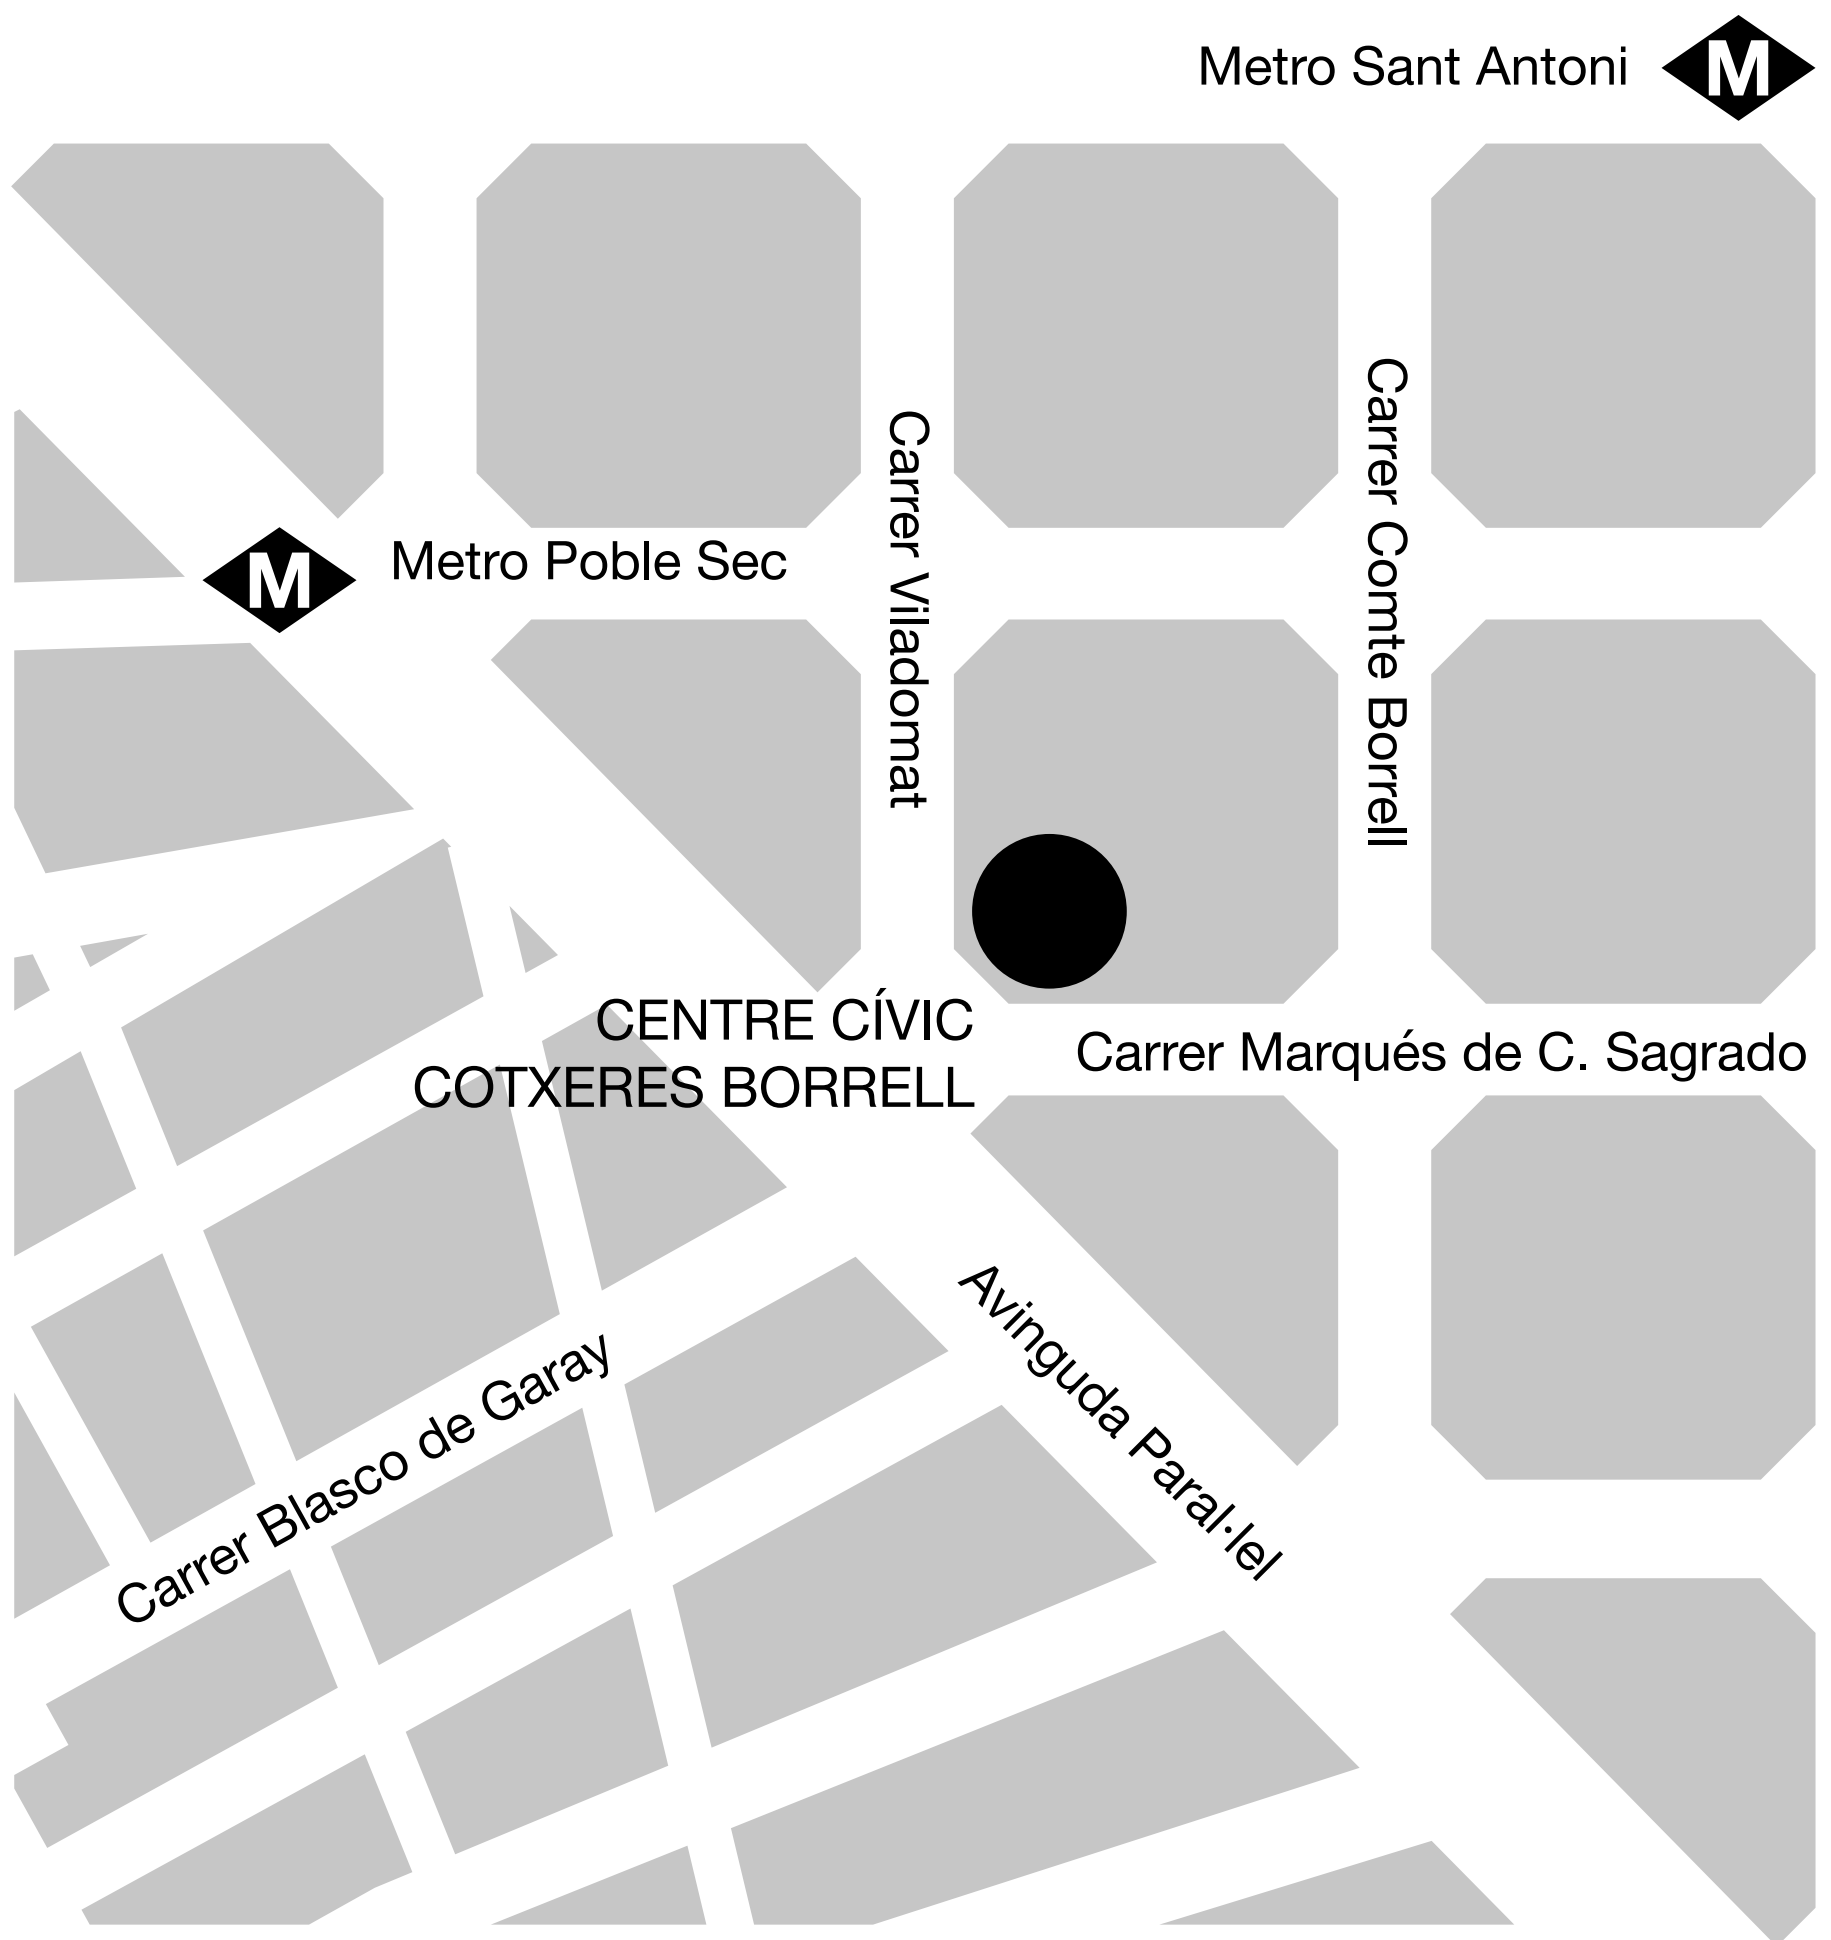 Metro Sant Antoni M
M Metro Poble Sec
Carrer Viladomat
Carrer Comte Borrell
CENTRE CÍVIC
COTXERES BORRELL
Carrer Marqués de C. Sagrado
Avinguda Paral·lel
Carrer Blasco de Garay